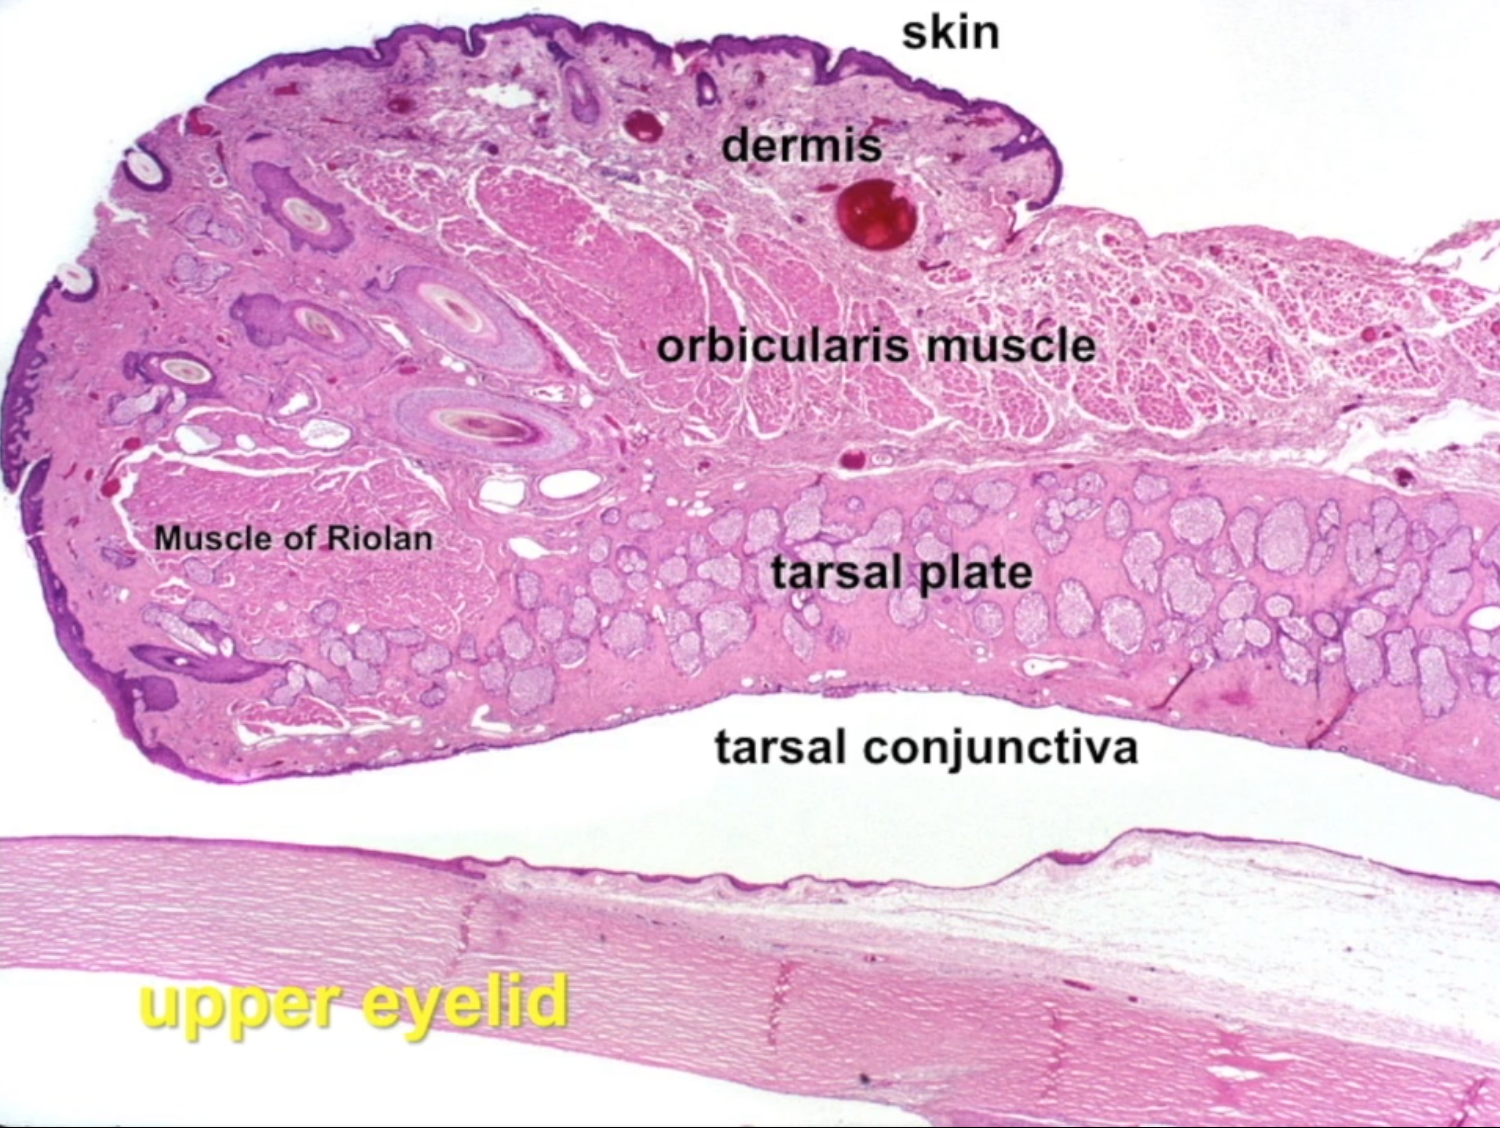 skin
dermis
orbicularis muscle
Muscle of Riolan
tarsal plate
tarsal conjunctiva
upper eyelid